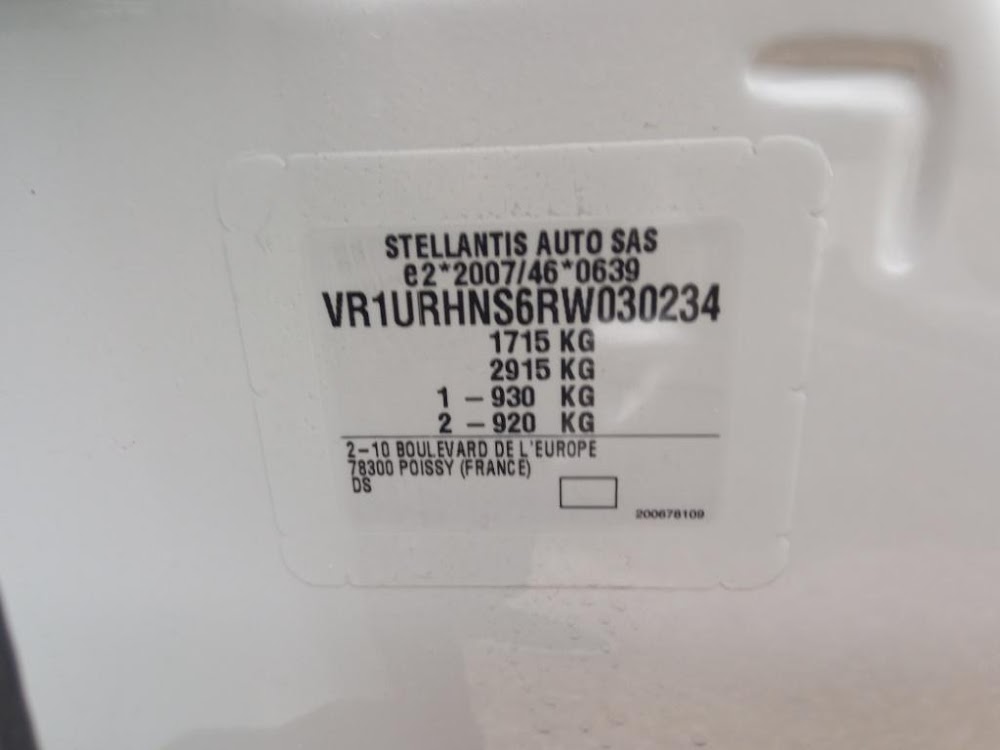 STELLANTIS AUTO SAS
e2*2007/46*0639
VR1URHNS6RW030234
1715 KG
2915 KG
1 - 930 KG
2 - 920 KG
2-10 BOULEVARD DE L'EUROPE
78300 POISSY (FRANCE)
DS
200678109